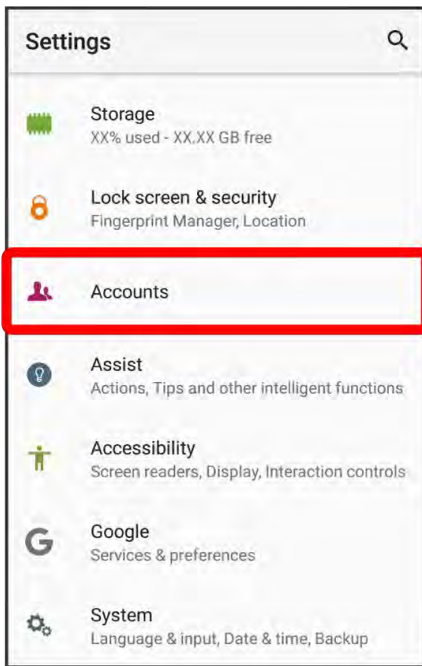 Settings
Storage
XX% used - XX.XX GB free
Lock screen & security
Fingerprint Manager, Location
Accounts
Assist
Actions, Tips and other intelligent functions
Accessibility
Screen readers, Display, Interaction controls
Google
Services & preferences
System
Language & input, Date & time, Backup